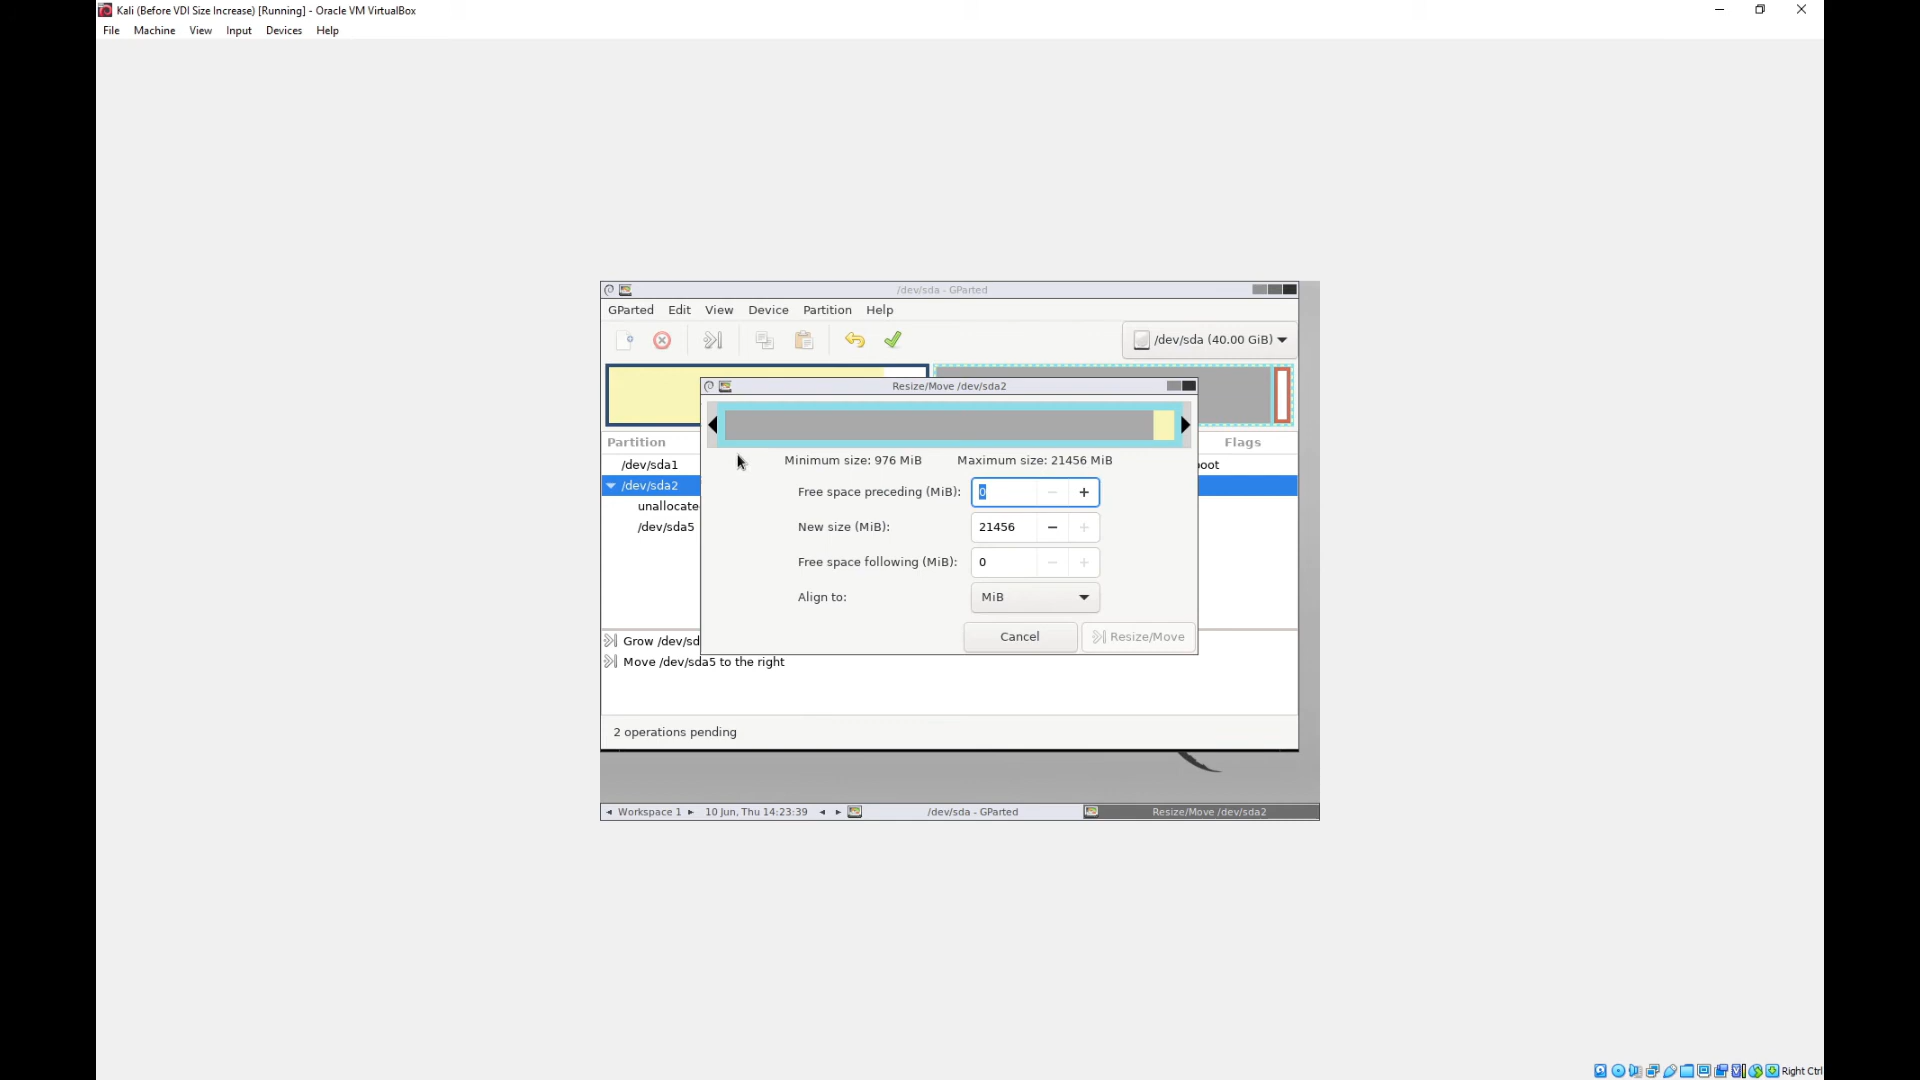 Kali (Before VDI Size Increase) [Running] - Oracle VM VirtualBox
File Machine View Input Devices Help
/dev/sda - GParted
GParted Edit View Device Partition Help
/dev/sda (40.00 GiB)
Resize/Move /dev/sda2
Partition
Flags
/dev/sda1
oot
Minimum size: 976 MiB Maximum size: 21456 MiB
/dev/sda2
Free space preceding (MiB): 0
unallocate
/dev/sda5
New size (MiB): 21456
Free space following (MiB): 0
Align to: MiB
Cancel Resize/Move
Grow /dev/sd
Move /dev/sda5 to the right
2 operations pending
Workspace 1 10 Jun, Thu 14:23:39 /dev/sda - GParted Resize/Move /dev/sda2
Right Ctrl